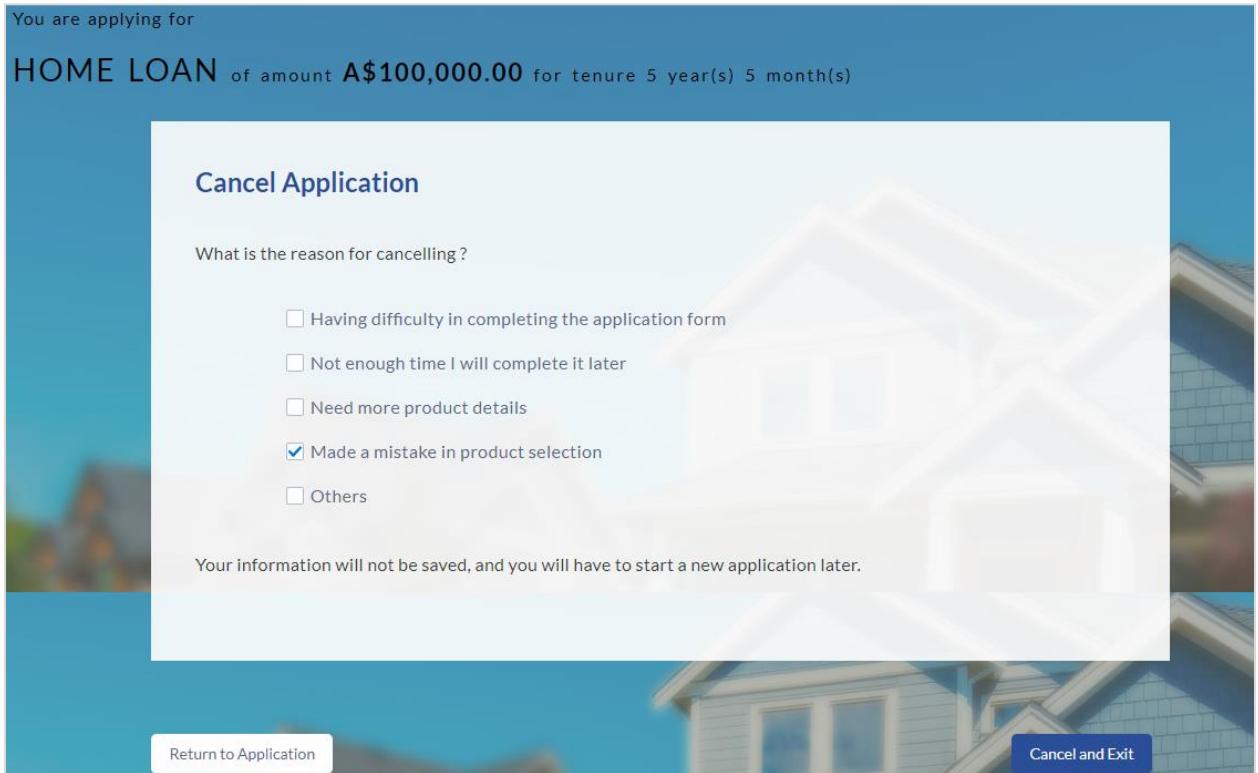 You are applying for
HOME LOAN of amount A$100,000.00 for tenure 5 year(s) 5 month(s)
Cancel Application
What is the reason for cancelling ?
Having difficulty in completing the application form
Not enough time I will complete it later
Need more product details
Made a mistake in product selection
Others
Your information will not be saved, and you will have to start a new application later.
Return to Application
Cancel and Exit